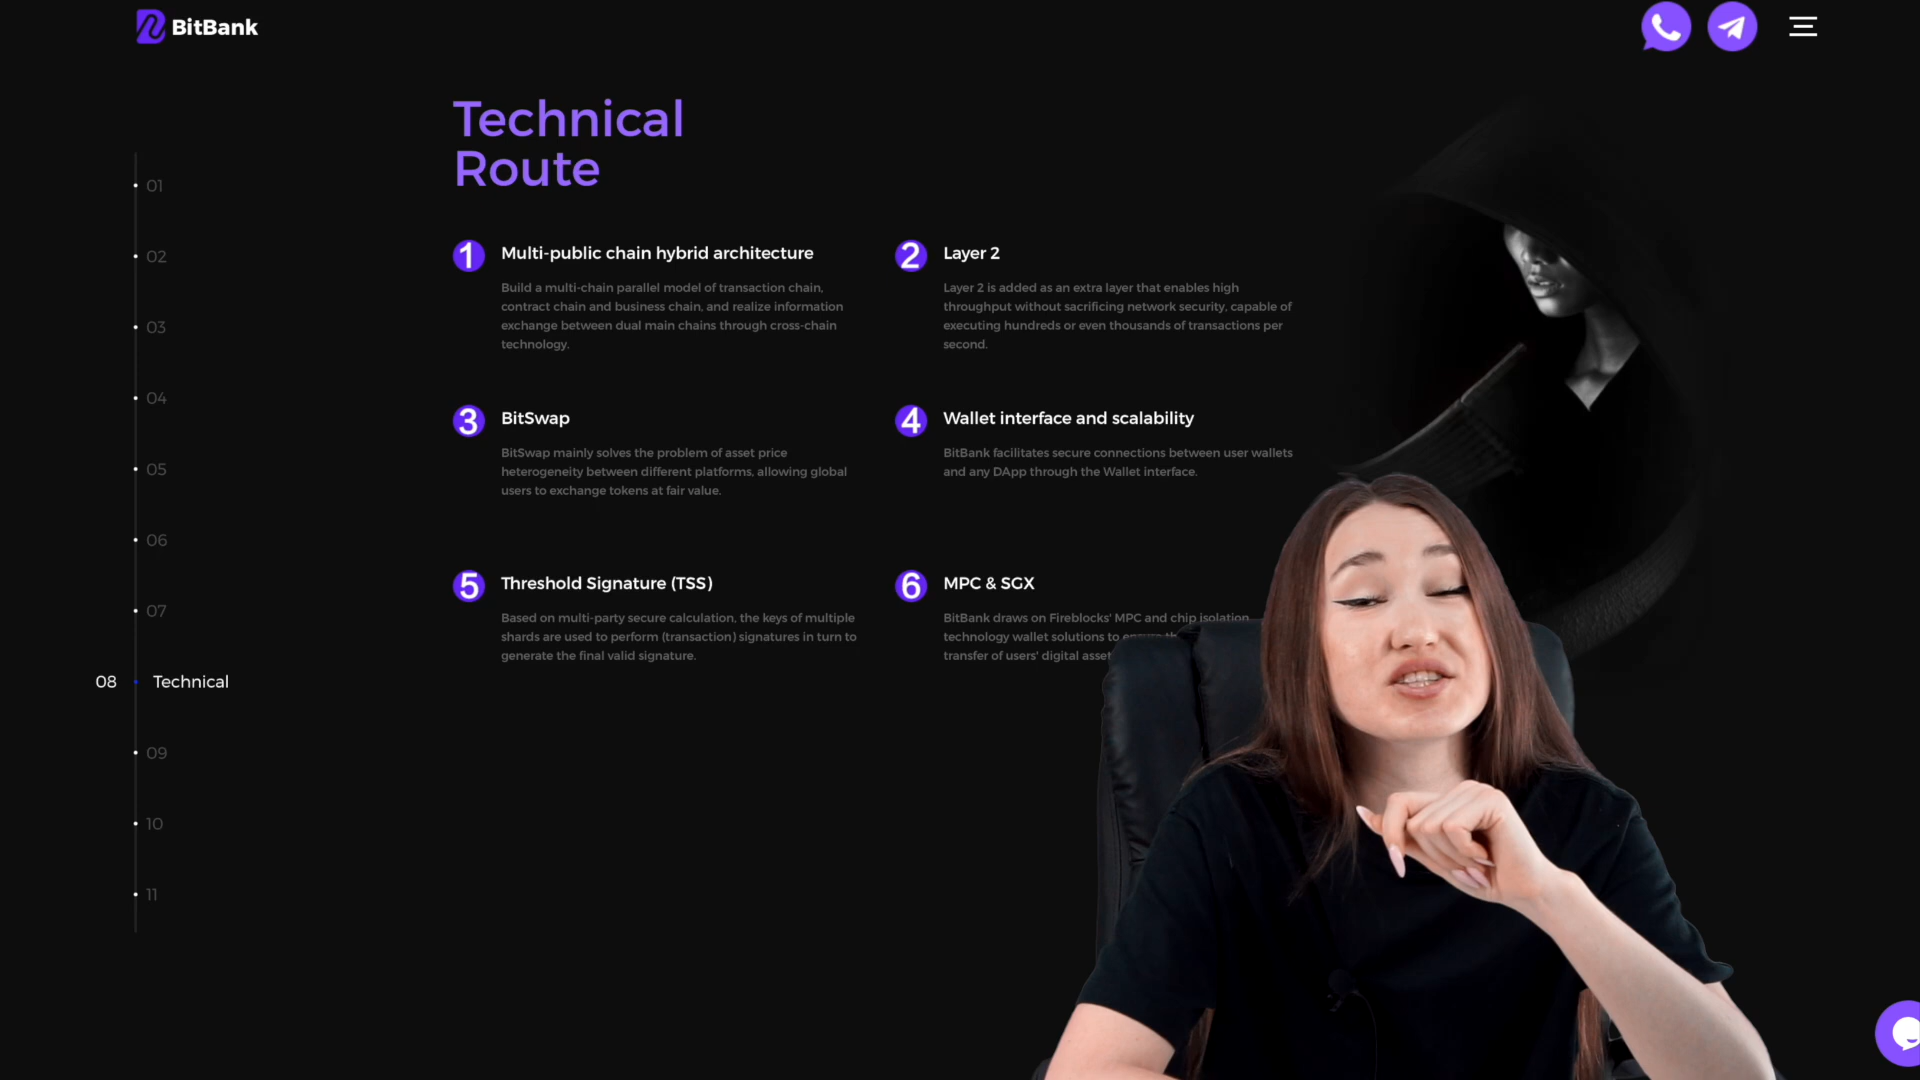 BitBank
Technical
Route
01
02
03
04
05
06
07
08 Technical
09
10
11
1 Multi-public chain hybrid architecture
Build a multi-chain parallel model of transaction chain,
contract chain and business chain, and realize information
exchange between dual main chains through cross-chain
technology.
2 Layer 2
Layer 2 is added as an extra layer that enables high
throughput without sacrificing network security, capable of
executing hundreds or even thousands of transactions per
second.
3 BitSwap
BitSwap mainly solves the problem of asset price
heterogeneity between different platforms, allowing global
users to exchange tokens at fair value.
4 Wallet interface and scalability
BitBank facilitates secure connections between user wallets
and any DApp through the Wallet interface.
5 Threshold Signature (TSS)
Based on multi-party secure calculation, the keys of multiple
shards are used to perform (transaction) signatures in turn to
generate the final valid signature.
6 MPC & SGX
BitBank draws on Fireblocks' MPC and chip isolation
technology wallet solutions to
transfer of users' digital asset